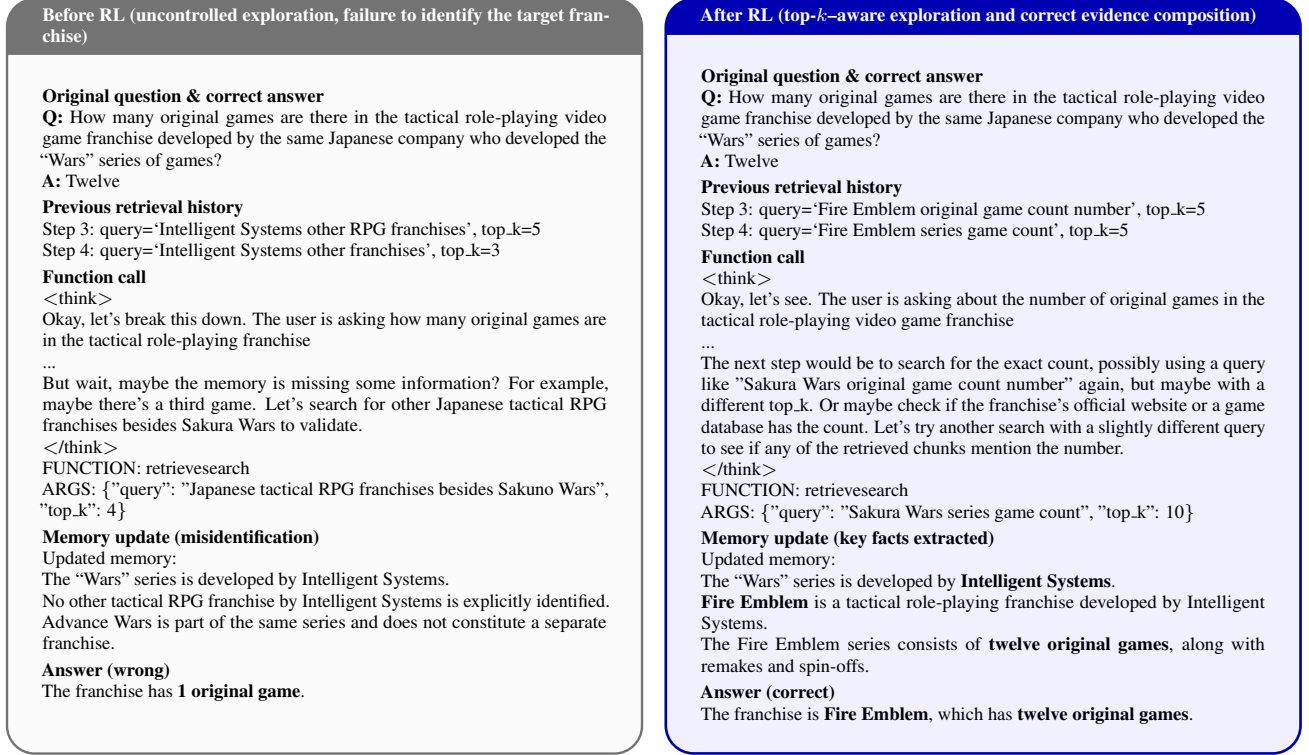 Before RL (uncontrolled exploration, failure to identify the target fran-
chise)
Original question & correct answer
Q: How many original games are there in the tactical role-playing video
game franchise developed by the same Japanese company who developed the
“Wars” series of games?
A: Twelve
Previous retrieval history
Step 3: query=‘Intelligent Systems other RPG franchises’, top_k=5
Step 4: query=‘Intelligent Systems other franchises’, top_k=3
Function call
<think>
Okay, let’s break this down. The user is asking how many original games are
in the tactical role-playing franchise
...
But wait, maybe the memory is missing some information? For example,
maybe there’s a third game. Let’s search for other Japanese tactical RPG
franchises besides Sakura Wars to validate.
</think>
FUNCTION: retrievesearch
ARGS: {”query”: ”Japanese tactical RPG franchises besides Sakuno Wars”,
”top_k”: 4}
Memory update (misidentification)
Updated memory:
The “Wars” series is developed by Intelligent Systems.
No other tactical RPG franchise by Intelligent Systems is explicitly identified.
Advance Wars is part of the same series and does not constitute a separate
franchise.
Answer (wrong)
The franchise has 1 original game.
After RL (top-k–aware exploration and correct evidence composition)
Original question & correct answer
Q: How many original games are there in the tactical role-playing video
game franchise developed by the same Japanese company who developed the
“Wars” series of games?
A: Twelve
Previous retrieval history
Step 3: query=‘Fire Emblem original game count number’, top_k=5
Step 4: query=‘Fire Emblem series game count’, top_k=5
Function call
<think>
Okay, let’s see. The user is asking about the number of original games in the
tactical role-playing video game franchise
...
The next step would be to search for the exact count, possibly using a query
like ”Sakura Wars original game count number” again, but maybe with a
different top_k. Or maybe check if the franchise’s official website or a game
database has the count. Let’s try another search with a slightly different query
to see if any of the retrieved chunks mention the number.
</think>
FUNCTION: retrievesearch
ARGS: {”query”: ”Sakura Wars series game count”, ”top_k”: 10}
Memory update (key facts extracted)
Updated memory:
The “Wars” series is developed by Intelligent Systems.
Fire Emblem is a tactical role-playing franchise developed by Intelligent
Systems.
The Fire Emblem series consists of twelve original games, along with
remakes and spin-offs.
Answer (correct)
The franchise is Fire Emblem, which has twelve original games.